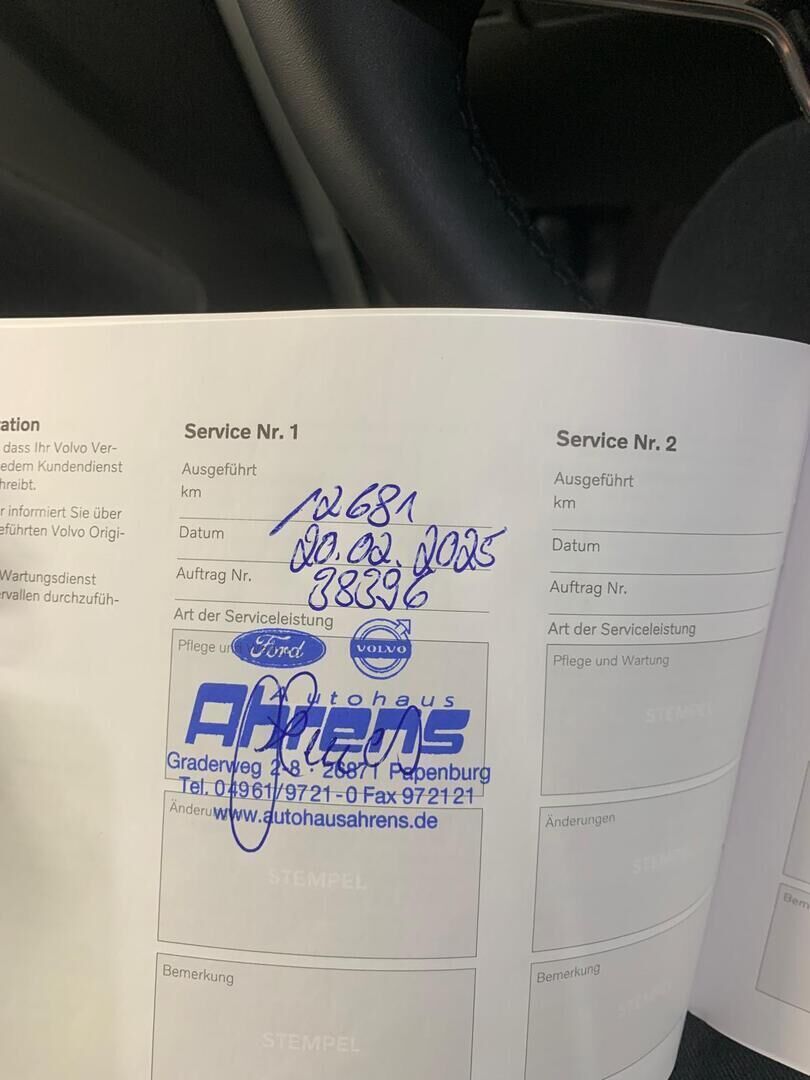 ation
dass Ihr Volvo Ver-
edem Kundendienst
hreibt.
r informiert Sie über
eführten Volvo Origi-
Wartungsdienst
rvallen durchzufüh-
Service Nr. 1
Ausgeführt
km 12681
Datum 20.02.2025
Auftrag Nr. 38396
Art der Serviceleistung
Pflege und
Ford VOLVO
Autohaus
Ahrens
Graderweg 2-8 · 26871 Papenburg
Tel. 04961/9721-0 Fax 972121
www.autohausahrens.de
Änderun
STEMPEL
Bemerkung
STEMPEL
Service Nr. 2
Ausgeführt
km
Datum
Auftrag Nr.
Art der Serviceleistung
Pflege und Wartung
STEMPEL
Änderungen
STEMPEL
Bemerkung
STEMPEL
Bem